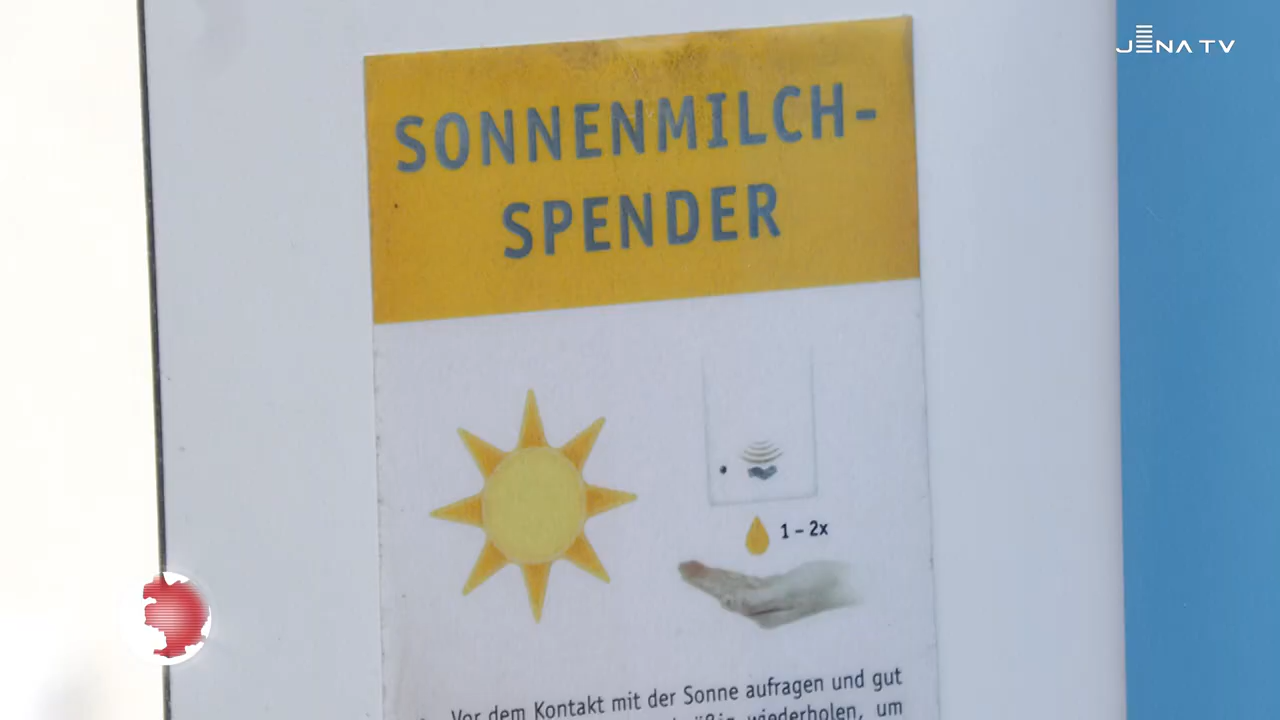 JENA TV
SONNENMILCH-
SPENDER
1 – 2x
Vor dem Kontakt mit der Sonne aufragen und gut
wiederholen, um